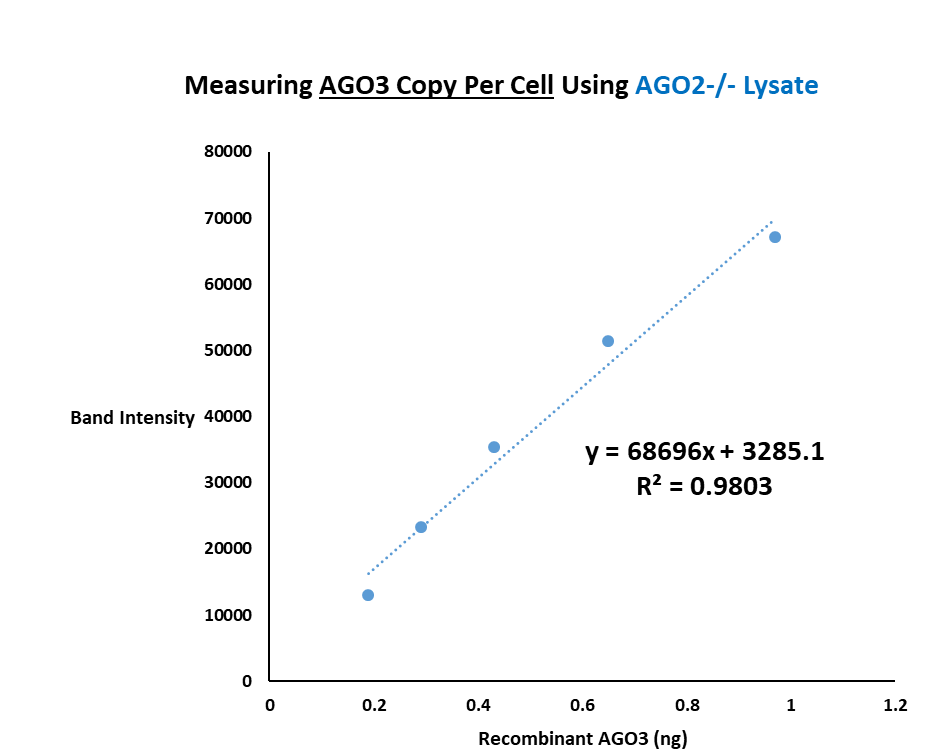 Measuring AGO3 Copy Per Cell Using AGO2-/- Lysate
80000
70000
60000
50000
Band Intensity 40000
30000
20000
10000
0
y = 68696x + 3285.1
R² = 0.9803
0 0.2 0.4 0.6 0.8 1 1.2
Recombinant AGO3 (ng)